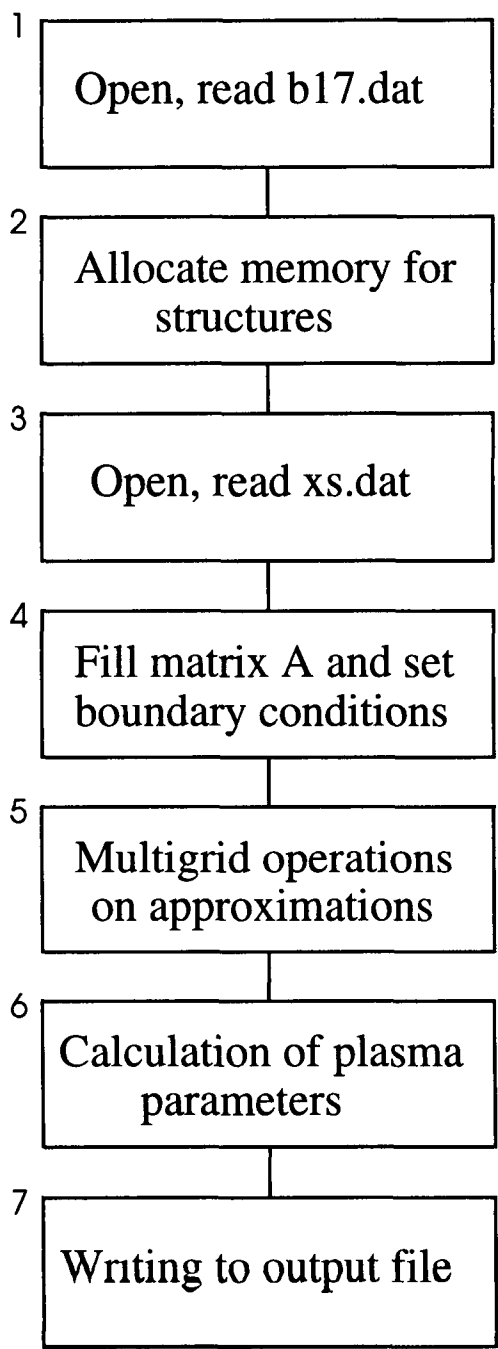 1
Open, read b17.dat
2
Allocate memory for
structures
3
Open, read xs.dat
4
Fill matrix A and set
boundary conditions
5
Multigrid operations
on approximations
6
Calculation of plasma
parameters
7
Writing to output file